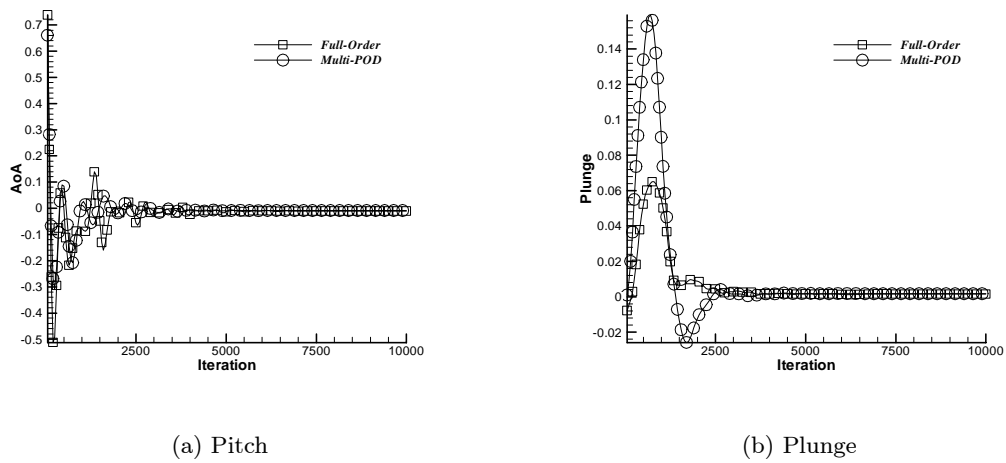 0.7
0.6
0.5
0.4
0.3
0.2
0.1
0
-0.1
-0.2
-0.3
-0.4
-0.5
AoA
2500 5000 7500 10000
Iteration
Full-Order
Multi-POD
(a) Pitch
0.14
0.12
0.1
0.08
0.06
0.04
0.02
0
-0.02
Plunge
2500 5000 7500 10000
Iteration
Full-Order
Multi-POD
(b) Plunge